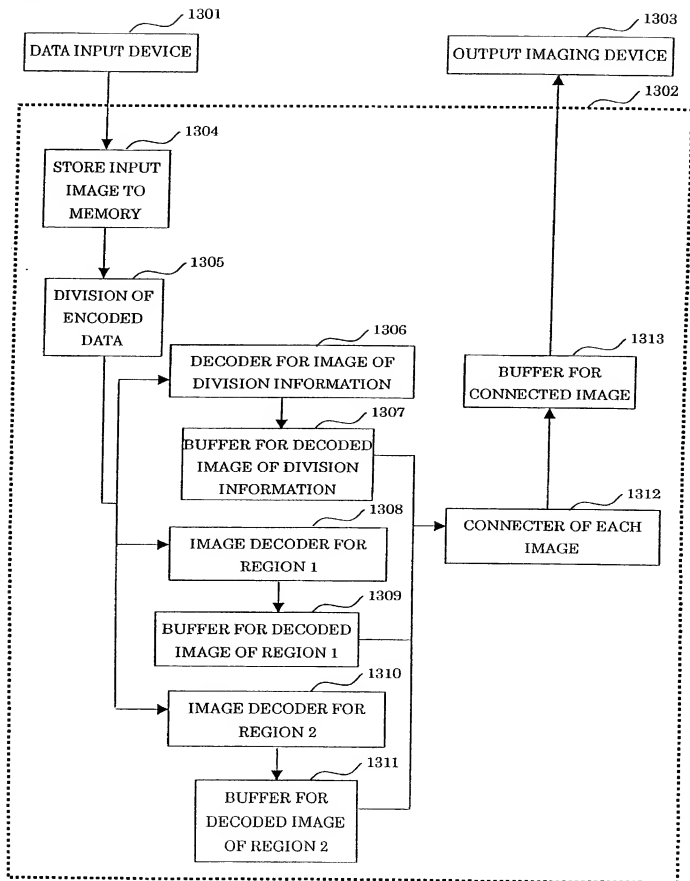 1301
DATA INPUT DEVICE
1303
OUTPUT IMAGING DEVICE
1302
1304
STORE INPUT
IMAGE TO
MEMORY
1305
DIVISION OF
ENCODED
DATA
1306
DECODER FOR IMAGE OF
DIVISION INFORMATION
1307
BUFFER FOR DECODED
IMAGE OF DIVISION
INFORMATION
1308
IMAGE DECODER FOR
REGION 1
1309
BUFFER FOR DECODED
IMAGE OF REGION 1
1310
IMAGE DECODER FOR
REGION 2
1311
BUFFER FOR
DECODED IMAGE
OF REGION 2
1313
BUFFER FOR
CONNECTED IMAGE
1312
CONNECTER OF EACH
IMAGE